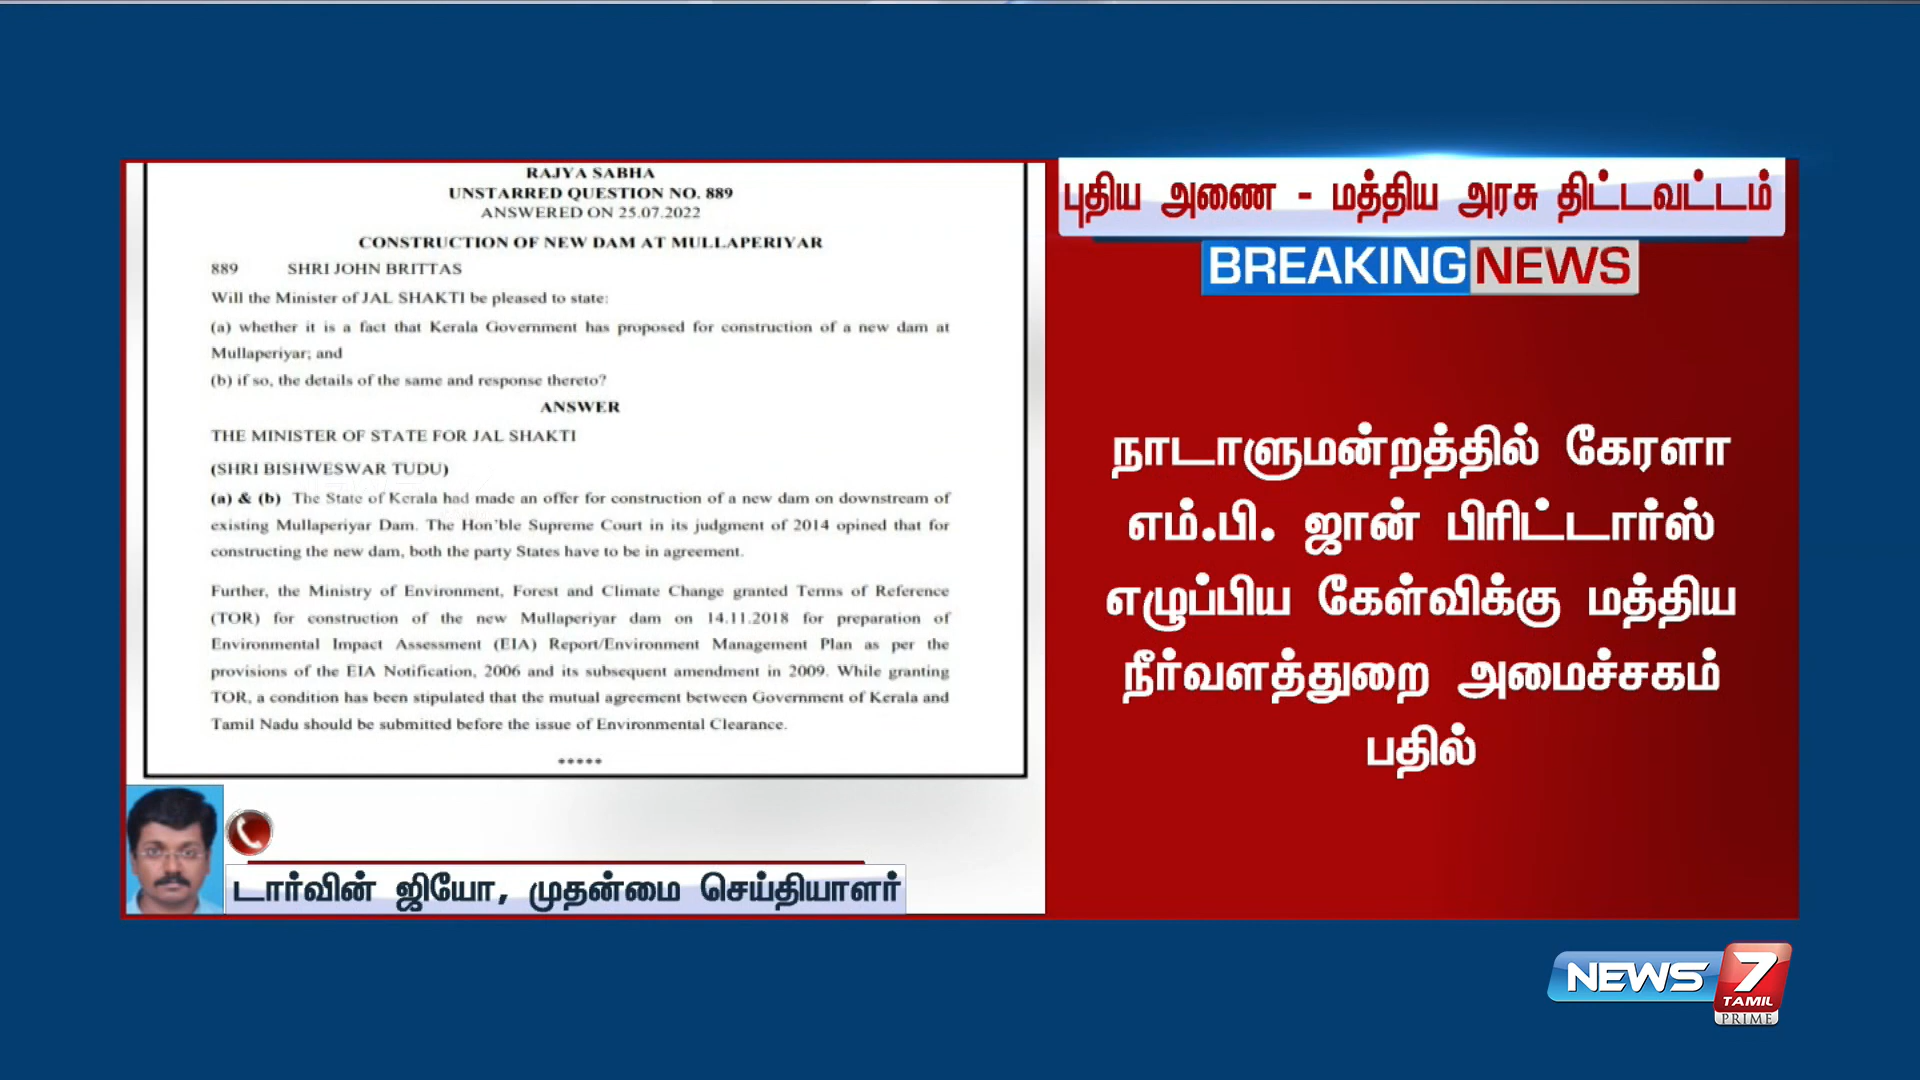 RAJYA SABHA
UNSTARRED QUESTION NO. 889
ANSWERED ON 25.07.2022
CONSTRUCTION OF NEW DAM AT MULLAPERIYAR
889 SHRI JOHN BRITTAS
Will the Minister of JAL SHAKTI be pleased to state:
(a) whether it is a fact that Kerala Government has proposed for construction of a new dam at
Mullaperiyar; and
(b) if so, the details of the same and response thereto?
ANSWER
THE MINISTER OF STATE FOR JAL SHAKTI
(SHRI BISHWESWAR TUDU)
(a) & (b) The State of Kerala had made an offer for construction of a new dam on downstream of
existing Mullaperiyar Dam. The Hon'ble Supreme Court in its judgment of 2014 opined that for
constructing the new dam, both the party States have to be in agreement.
Further, the Ministry of Environment, Forest and Climate Change granted Terms of Reference
(TOR) for construction of the new Mullaperiyar dam on 14.11.2018 for preparation of
Environmental Impact Assessment (EIA) Report/Environment Management Plan as per the
provisions of the EIA Notification, 2006 and its subsequent amendment in 2009. While granting
TOR, a condition has been stipulated that the mutual agreement between Government of Kerala and
Tamil Nadu should be submitted before the issue of Environmental Clearance.
*****
டார்வின் ஜியோ, முதன்மை செய்தியாளர்
புதிய அணை - மத்திய அரசு திட்டவட்டம்
BREAKING NEWS
நாடாளுமன்றத்தில் கேரளா
எம்.பி. ஜான் பிரிட்டார்ஸ்
எழுப்பிய கேள்விக்கு மத்திய
நீர்வளத்துறை அமைச்சகம்
பதில்
NEWS 7
TAMIL
PRIME